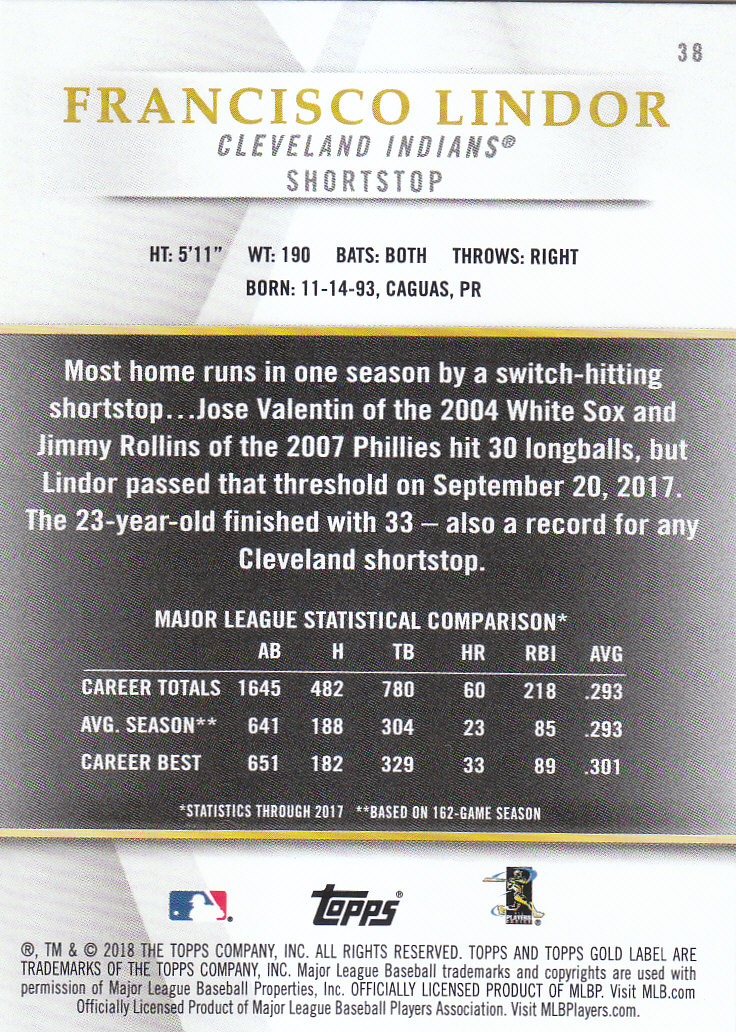 38
FRANCISCO LINDOR
CLEVELAND INDIANS®
SHORTSTOP
HT: 5'11" WT: 190 BATS: BOTH THROWS: RIGHT
BORN: 11-14-93, CAGUAS, PR
Most home runs in one season by a switch-hitting
shortstop...Jose Valentin of the 2004 White Sox and
Jimmy Rollins of the 2007 Phillies hit 30 longballs, but
Lindor passed that threshold on September 20, 2017.
The 23-year-old finished with 33 – also a record for any
Cleveland shortstop.
MAJOR LEAGUE STATISTICAL COMPARISON*
AB H TB HR RBI AVG
CAREER TOTALS 1645 482 780 60 218 .293
AVG. SEASON** 641 188 304 23 85 .293
CAREER BEST 651 182 329 33 89 .301
*STATISTICS THROUGH 2017 **BASED ON 162-GAME SEASON
Topps®
PLAYERS
®, TM & © 2018 THE TOPPS COMPANY, INC. ALL RIGHTS RESERVED. TOPPS AND TOPPS GOLD LABEL ARE
TRADEMARKS OF THE TOPPS COMPANY, INC. Major League Baseball trademarks and copyrights are used with
permission of Major League Baseball Properties, Inc. OFFICIALLY LICENSED PRODUCT OF MLBP. Visit MLB.com
Officially Licensed Product of Major League Baseball Players Association. Visit MLBPlayers.com.